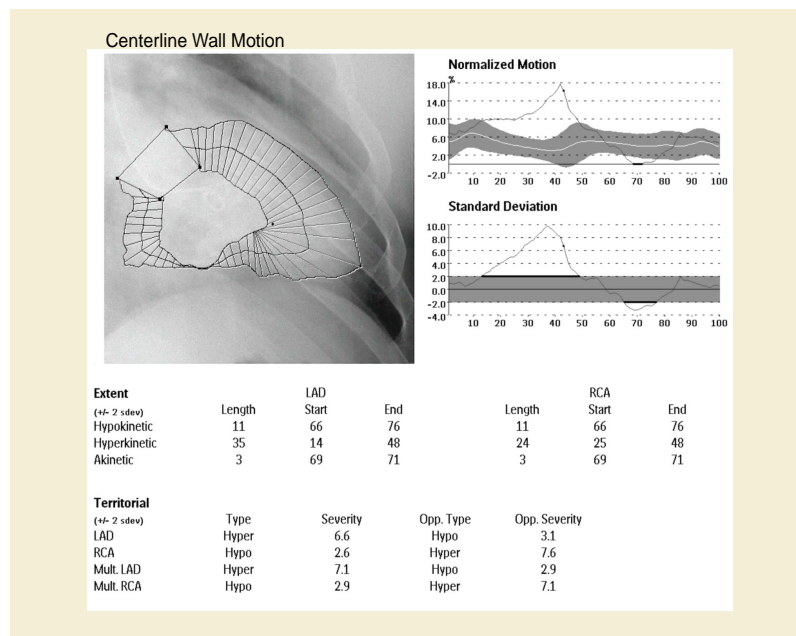 Centerline Wall Motion
Normalized Motion
%
18.0
14.0
10.0
6.0
2.0
-2.0
10 20 30 40 50 60 70 80 90 100
Standard Deviation
10.0
8.0
6.0
4.0
2.0
0.0
-2.0
-4.0
10 20 30 40 50 60 70 80 90 100
Extent LAD RCA
(+/- 2 sdev) Length Start End Length Start End
Hypokinetic 11 66 76 11 66 76
Hyperkinetic 35 14 48 24 25 48
Akinetic 3 69 71 3 69 71
Territorial
(+/- 2 sdev) Type Severity Opp. Type Opp. Severity
LAD Hyper 6.6 Hypo 3.1
RCA Hypo 2.6 Hyper 7.6
Mult. LAD Hyper 7.1 Hypo 2.9
Mult. RCA Hypo 2.9 Hyper 7.1